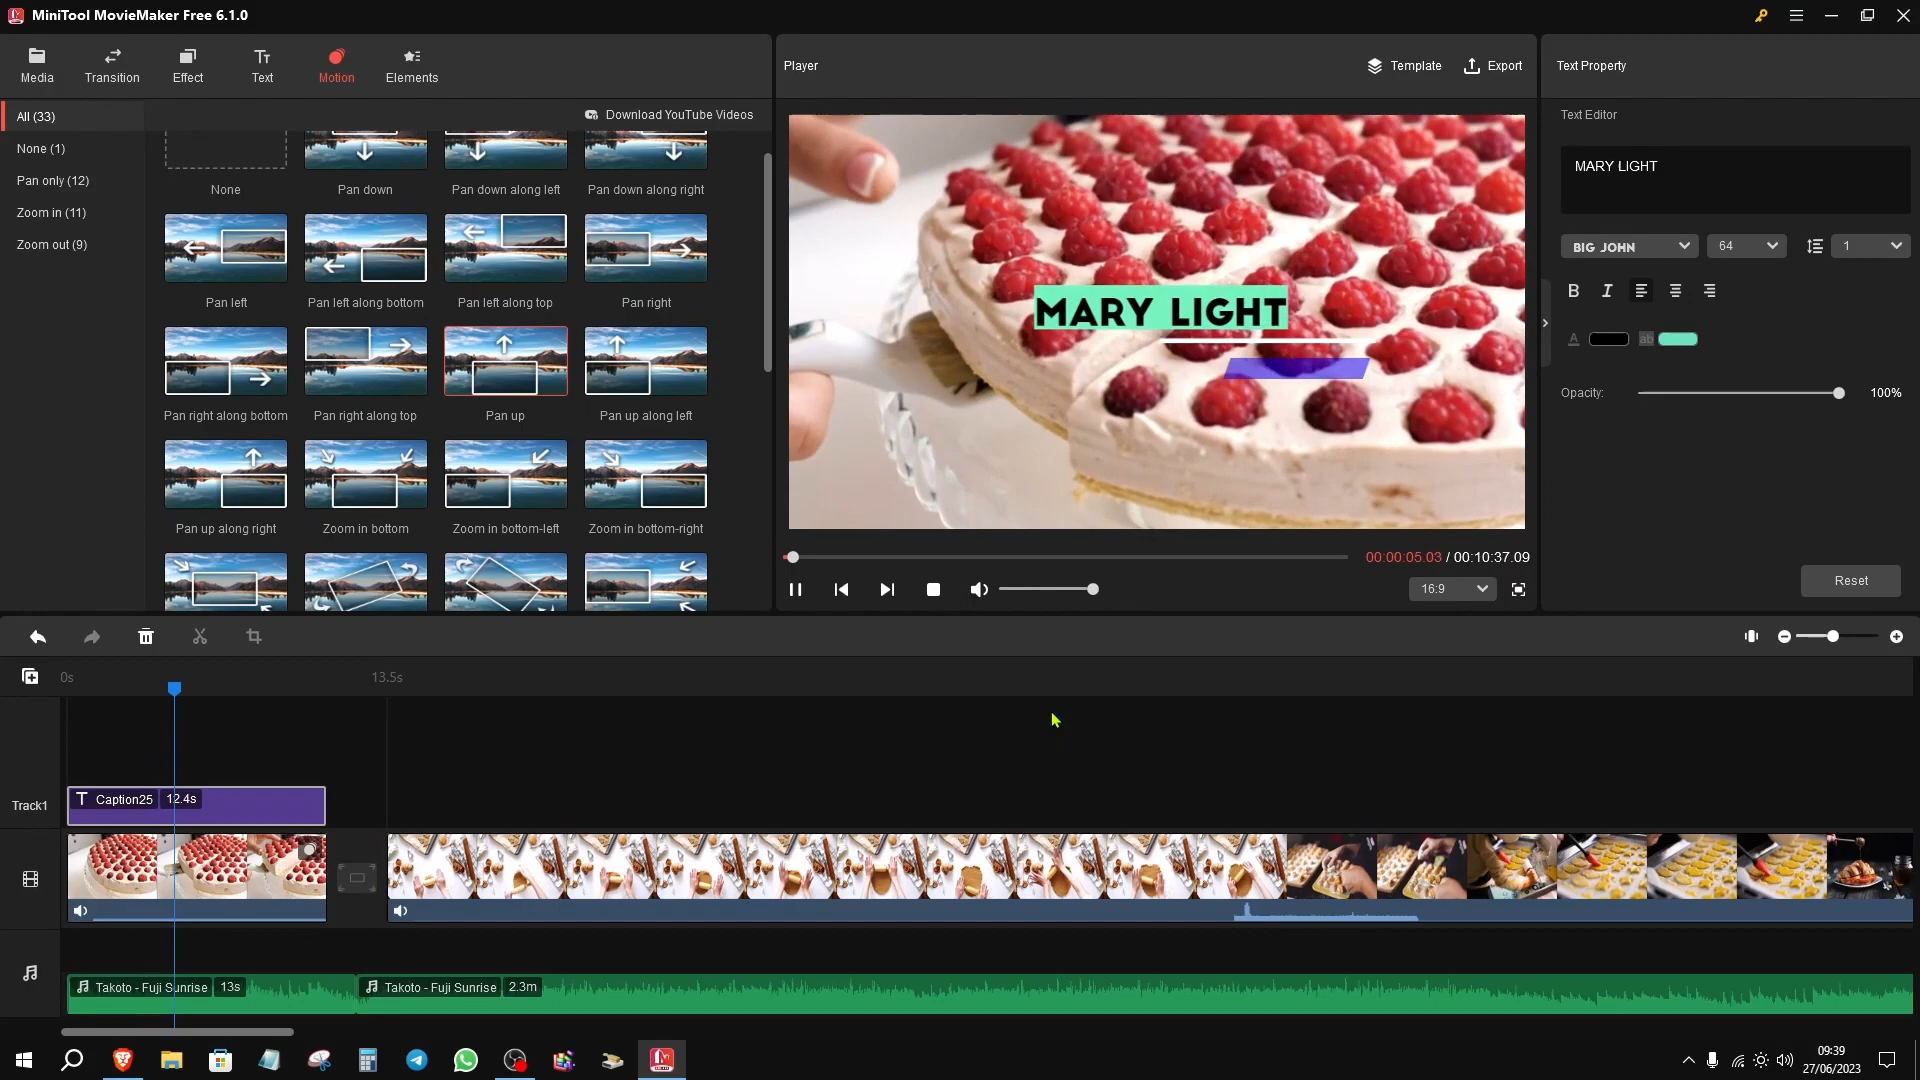 MiniTool MovieMaker Free 6.1.0
Media
Transition
Effect
Text
Motion
Elements
Player
Template
Export
Text Property
All (33)
None (1)
Pan only (12)
Zoom in (11)
Zoom out (9)
Download YouTube Videos
None
Pan down
Pan down along left
Pan down along right
Pan left
Pan left along bottom
Pan left along top
Pan right
Pan right along bottom
Pan right along top
Pan up
Pan up along left
Pan up along right
Zoom in bottom
Zoom in bottom-left
Zoom in bottom-right
MARY LIGHT
00:00:05.03 / 00:10:37.09
16:9
Text Editor
MARY LIGHT
BIG JOHN
64
1
B
I
A
ab
Opacity:
100%
Reset
0s
13.5s
Track1
T
Caption25
12.4s
Takoto - Fuji Sunrise
13s
Takoto - Fuji Sunrise
2.3m
09:39
27/06/2023